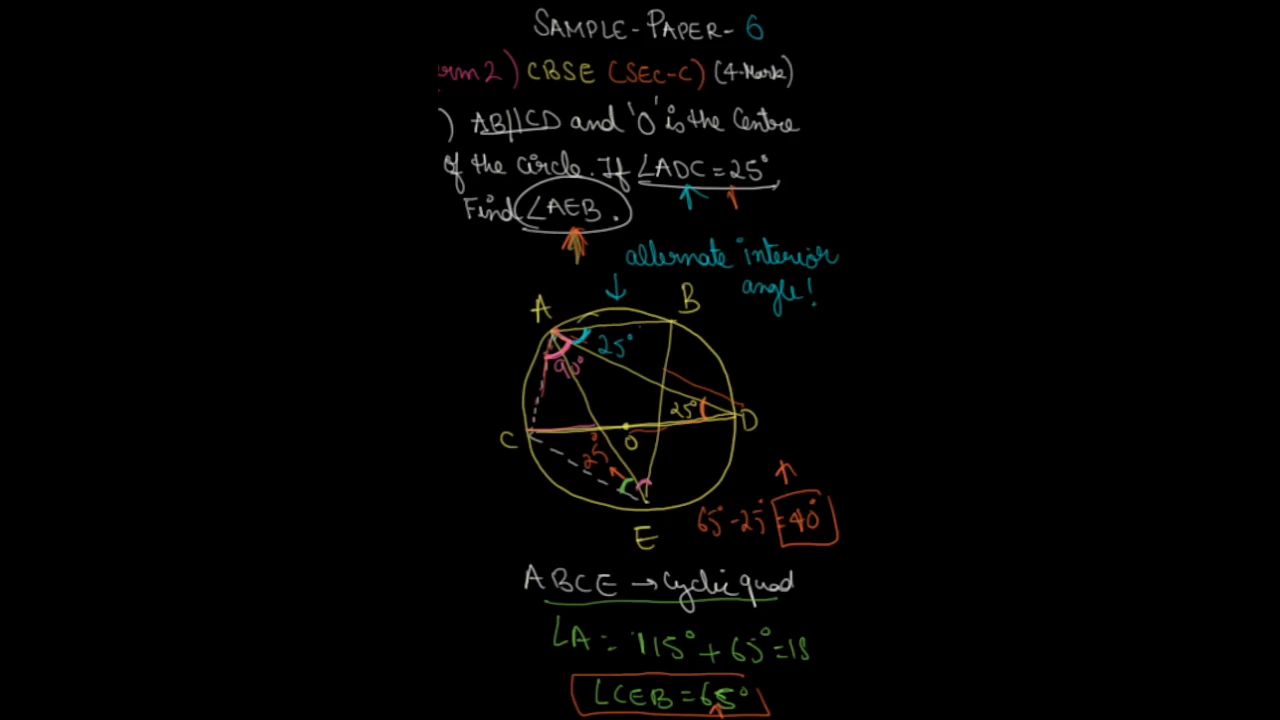 SAMPLE-PAPER-6
erm2) CBSE (SEC-C) (4-Mark)
) AB||CD and 'O' is the Centre
of the circle. If ∠ADC = 25°,
Find ∠AEB.
alternate interior
angle!
A
B
25°
90°
25°
D
C
O
25°
65° - 25° = 40°
E
ABCE → Cyclic quad
∠A = 115° + 65° = 18
∠CEB = 65°